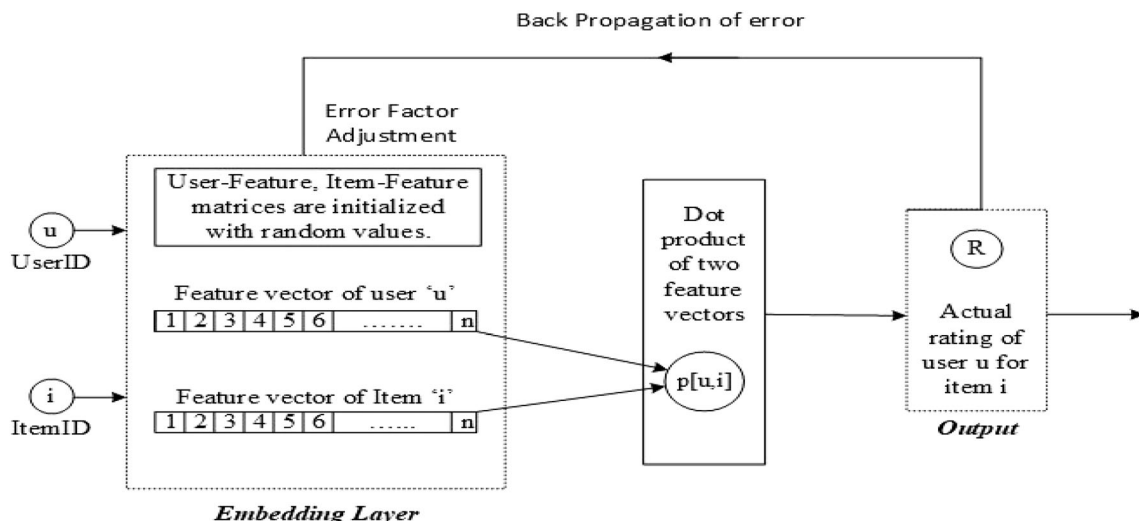 Back Propagation of error
Error Factor
Adjustment
User-Feature, Item-Feature
matrices are initialized
with random values.
u
UserID
Feature vector of user ‘u’
1 2 3 4 5 6 ....... n
i
ItemID
Feature vector of Item ‘i’
1 2 3 4 5 6 ...... n
Embedding Layer
Dot
product
of two
feature
vectors
p[u,i]
R
Actual
rating of
user u for
item i
Output